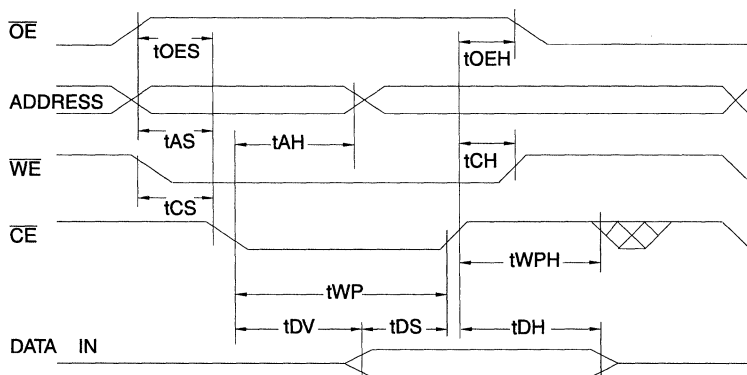 OE
tOES
tOEH
ADDRESS
tAS
tAH
tCH
WE
tCS
CE
tWPH
tWP
tDV
tDS
tDH
DATA IN